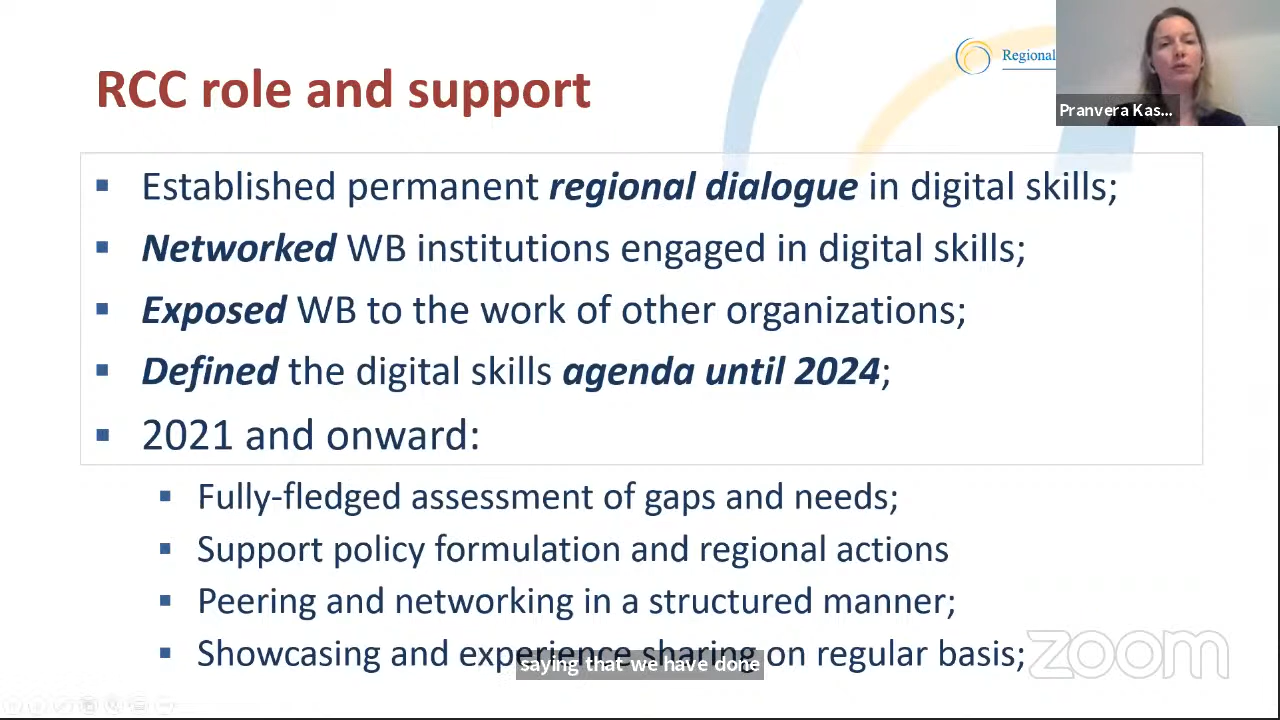 RCC role and support
Regional
Pranvera Kas...
Established permanent regional dialogue in digital skills;
Networked WB institutions engaged in digital skills;
Exposed WB to the work of other organizations;
Defined the digital skills agenda until 2024;
2021 and onward:
Fully-fledged assessment of gaps and needs;
Support policy formulation and regional actions
Peering and networking in a structured manner;
Showcasing and experience sharing on regular basis;
saying that we have done
zoom